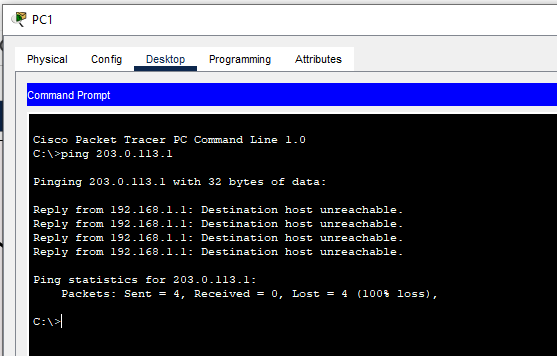 PC1
Physical Config Desktop Programming Attributes
Command Prompt
Cisco Packet Tracer PC Command Line 1.0
C:\>ping 203.0.113.1
Pinging 203.0.113.1 with 32 bytes of data:
Reply from 192.168.1.1: Destination host unreachable.
Reply from 192.168.1.1: Destination host unreachable.
Reply from 192.168.1.1: Destination host unreachable.
Reply from 192.168.1.1: Destination host unreachable.
Ping statistics for 203.0.113.1:
Packets: Sent = 4, Received = 0, Lost = 4 (100% loss),
C:\>